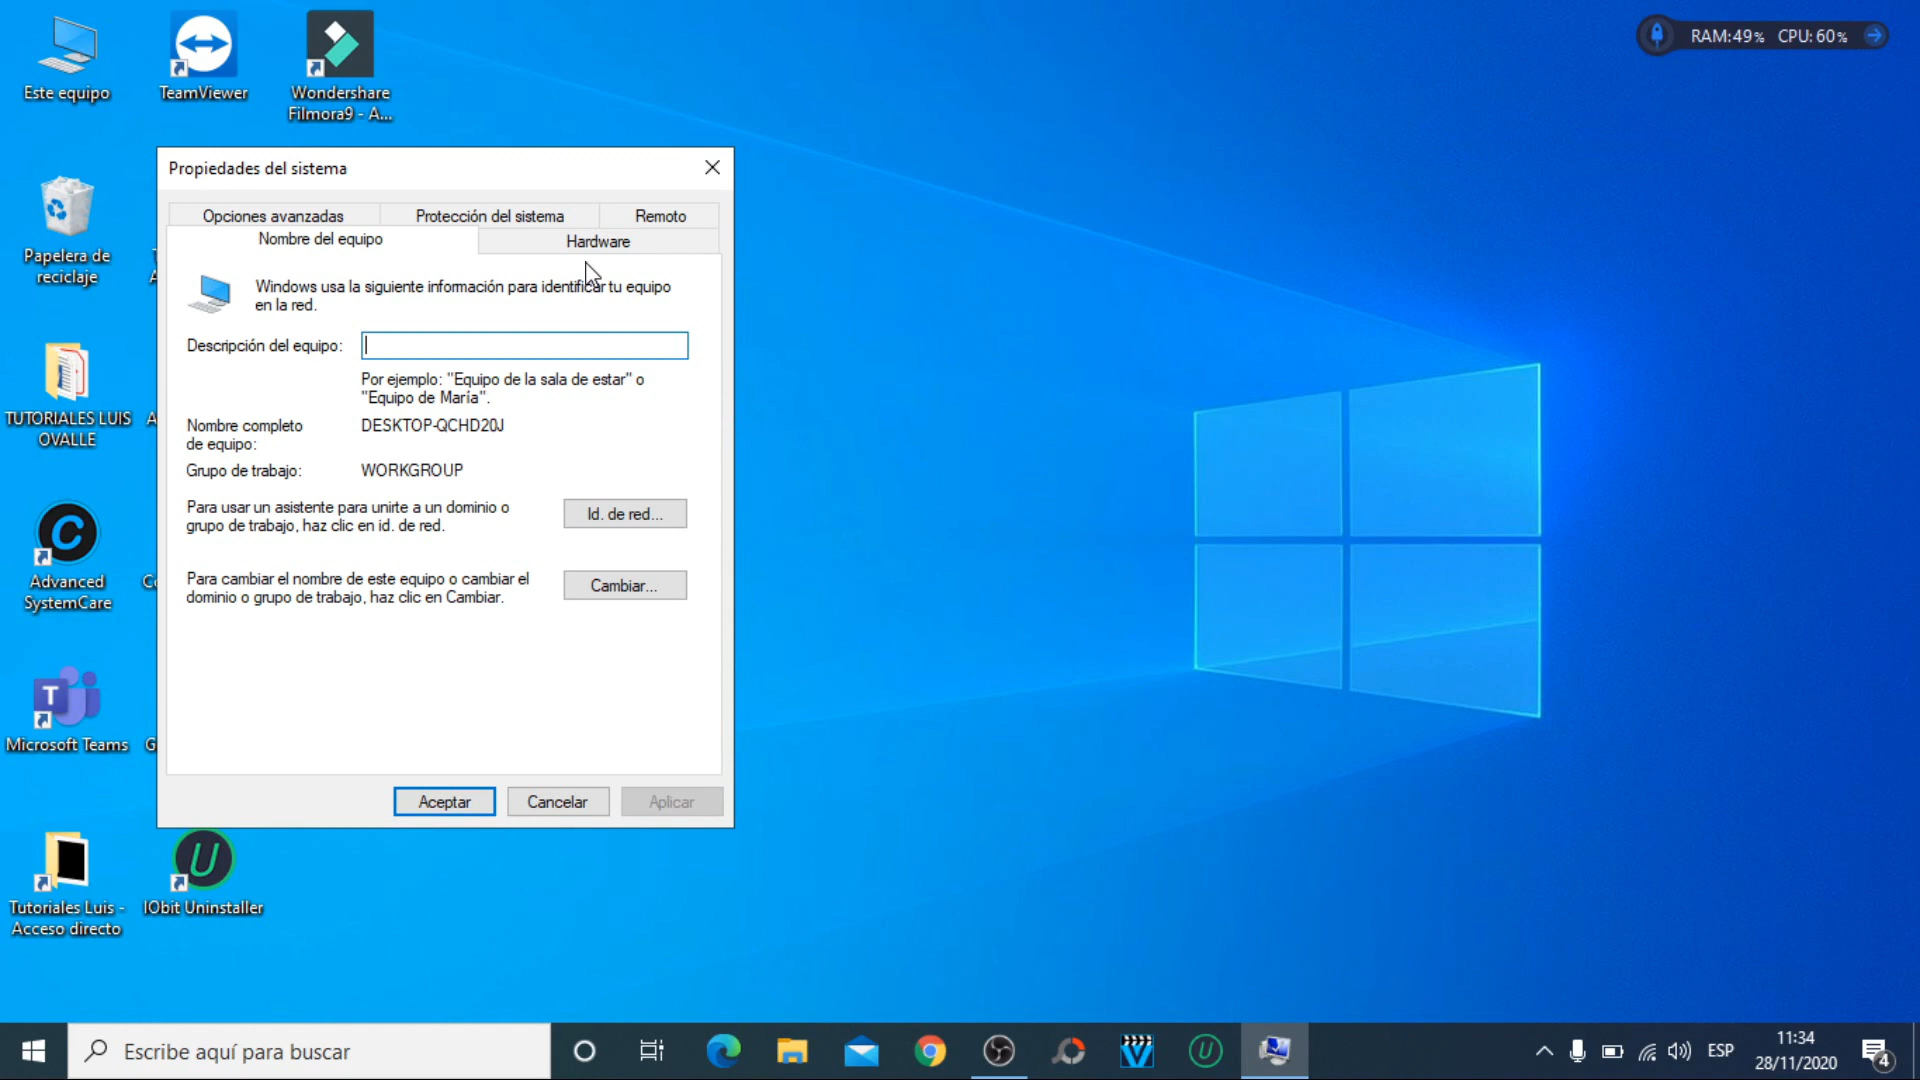 RAM:49% CPU:60%
Este equipo
TeamViewer
Wondershare
Filmora9 - A...
Papelera de
reciclaje
TUTORIALES LUIS
OVALLE
Advanced
SystemCare
Microsoft Teams
Tutoriales Luis -
Acceso directo
IObit Uninstaller
Propiedades del sistema
Opciones avanzadas
Protección del sistema
Remoto
Nombre del equipo
Hardware
Windows usa la siguiente información para identificar tu equipo
en la red.
Descripción del equipo:
Por ejemplo: "Equipo de la sala de estar" o
"Equipo de María".
Nombre completo
de equipo:
DESKTOP-QCHD20J
Grupo de trabajo:
WORKGROUP
Para usar un asistente para unirte a un dominio o
grupo de trabajo, haz clic en id. de red.
Id. de red...
Para cambiar el nombre de este equipo o cambiar el
dominio o grupo de trabajo, haz clic en Cambiar.
Cambiar...
Aceptar
Cancelar
Aplicar
Escribe aquí para buscar
ESP
11:34
28/11/2020
4